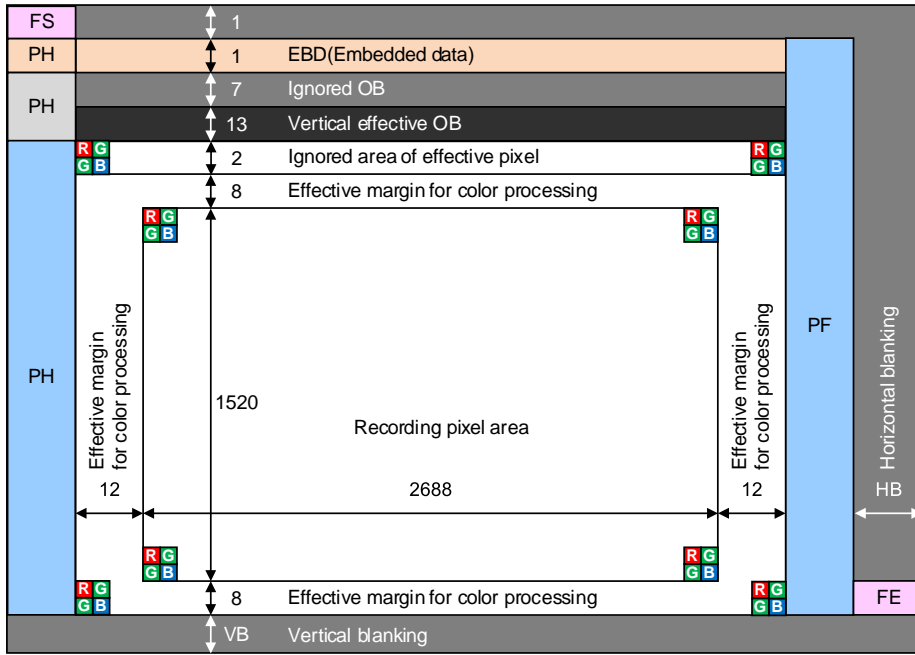 FS
1
PH
1
EBD(Embedded data)
7
Ignored OB
PH
13
Vertical effective OB
R G
G B
2
Ignored area of effective pixel
R G
G B
8
Effective margin for color processing
R G
G B
R G
G B
PH
Effective margin
for color processing
12
1520
Recording pixel area
2688
Effective margin
for color processing
12
PF
Horizontal blanking
HB
R G
G B
R G
G B
R G
G B
8
Effective margin for color processing
R G
G B
FE
VB
Vertical blanking